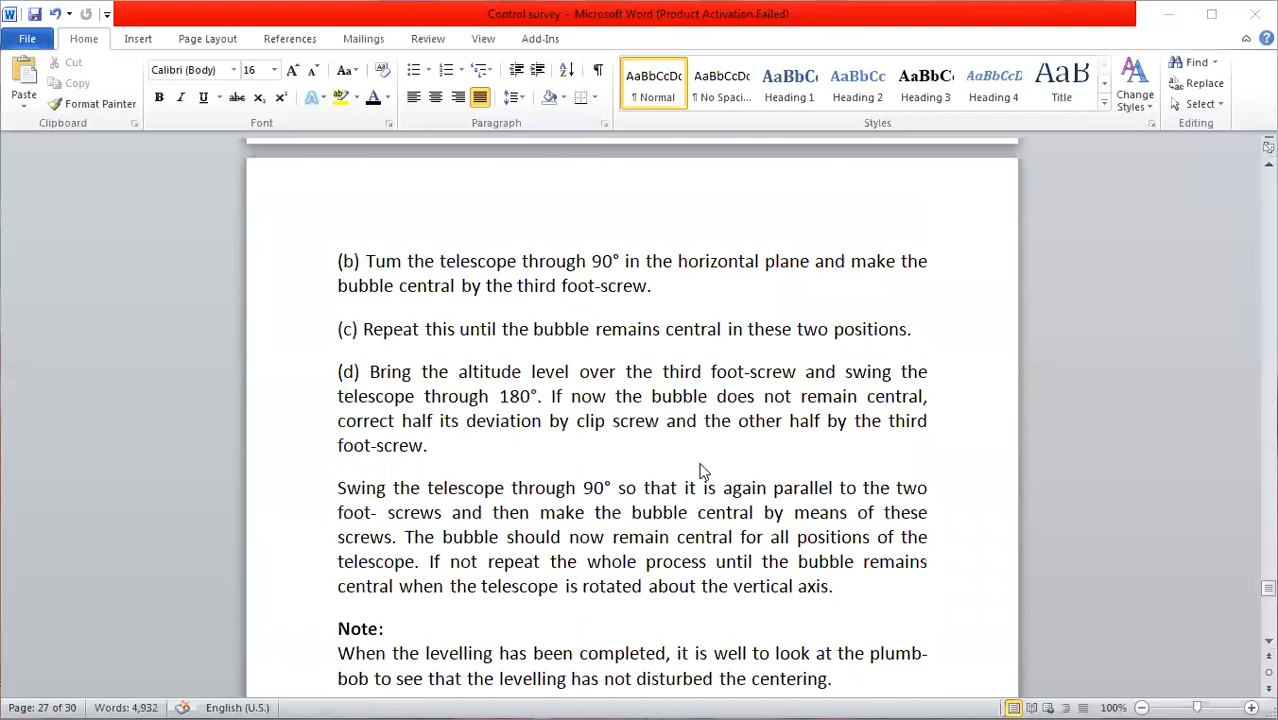 Control survey - Microsoft Word (Product Activation Failed)
File Home Insert Page Layout References Mailings Review View Add-Ins
Paste Cut Copy Format Painter
Calibri (Body) 16
AaBbCcDc AaBbCcDc AaBbC AaBbCc AaBbCc AaBbCcD AaB
¶ Normal ¶ No Spaci... Heading 1 Heading 2 Heading 3 Heading 4 Title
Change Styles
Find
Replace
Select
Clipboard Font Paragraph Styles Editing
(b) Tum the telescope through 90° in the horizontal plane and make the
bubble central by the third foot-screw.
(c) Repeat this until the bubble remains central in these two positions.
(d) Bring the altitude level over the third foot-screw and swing the
telescope through 180°. If now the bubble does not remain central,
correct half its deviation by clip screw and the other half by the third
foot-screw.
Swing the telescope through 90° so that it is again parallel to the two
foot- screws and then make the bubble central by means of these
screws. The bubble should now remain central for all positions of the
telescope. If not repeat the whole process until the bubble remains
central when the telescope is rotated about the vertical axis.
Note:
When the levelling has been completed, it is well to look at the plumb-
bob to see that the levelling has not disturbed the centering.
Page: 27 of 30 Words: 4,932 English (U.S.) 100%